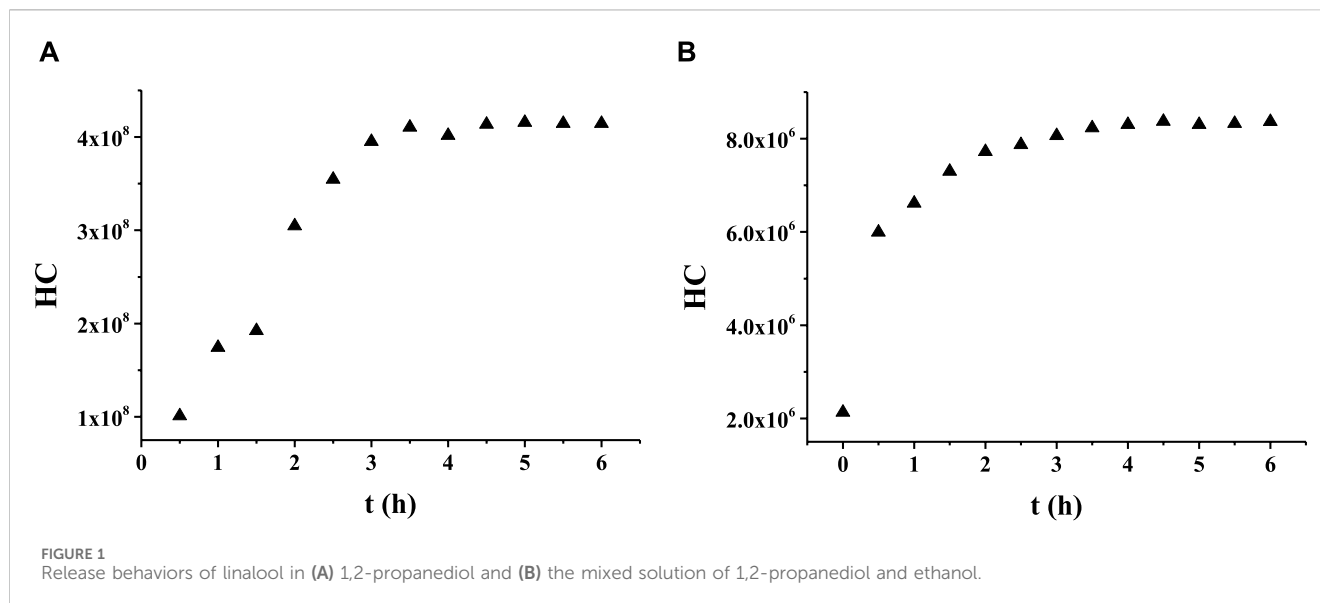 A
B
4x10⁸
3x10⁸
2x10⁸
1x10⁸
HC
0 1 2 3 4 5 6
t (h)
8.0x10⁶
6.0x10⁶
4.0x10⁶
2.0x10⁶
HC
0 1 2 3 4 5 6
t (h)
FIGURE 1
Release behaviors of linalool in (A) 1,2-propanediol and (B) the mixed solution of 1,2-propanediol and ethanol.